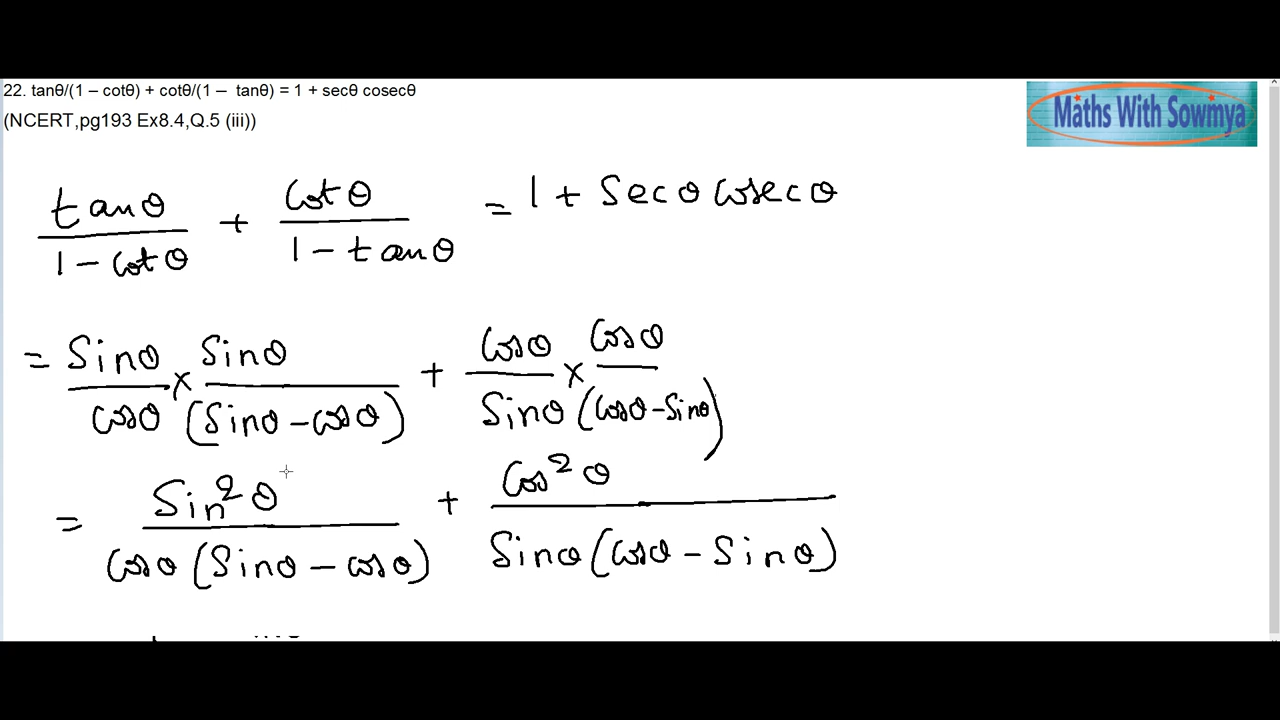 22. tanθ/(1 – cotθ) + cotθ/(1 – tanθ) = 1 + secθ cosecθ
(NCERT,pg193 Ex8.4,Q.5 (iii))
Maths With Sowmya
tanθ/1 - cotθ + cotθ/1 - tanθ = 1 + Secθ Cosecθ
= Sinθ/cosθ × Sinθ/(Sinθ - cosθ) + cosθ/Sinθ × cosθ/(cosθ - Sinθ)
= Sin²θ/cosθ(Sinθ - cosθ) + Cos²θ/Sinθ(cosθ - Sinθ)